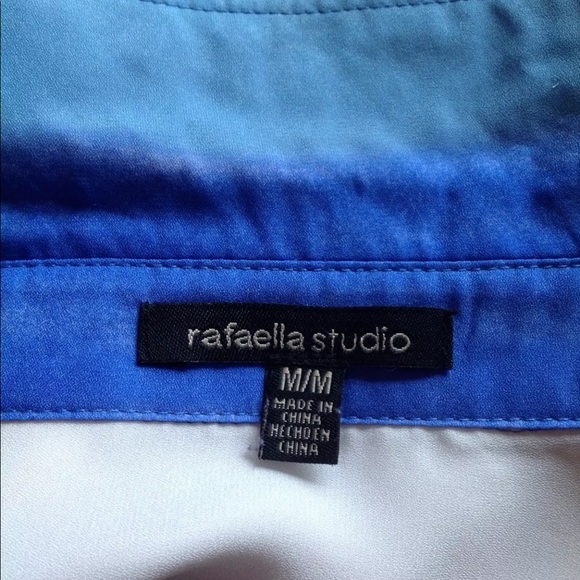 rafaella studio
M/M
MADE IN
CHINA
HECHO EN
CHINA